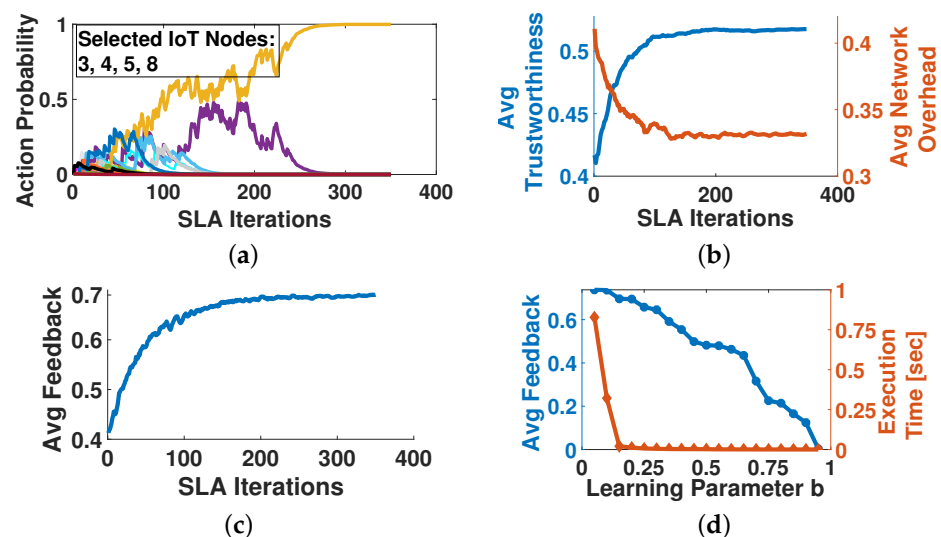 Action Probability
1
0.5
0
Selected IoT Nodes:
3, 4, 5, 8
0 100 200 300 400
SLA Iterations
(a)
Avg
Trustworthiness
0.5
0.45
0.4
0.4
0.35
0.3
Avg Network
Overhead
0 200 400
SLA Iterations
(b)
Avg Feedback
0.7
0.6
0.5
0.4
0 100 200 300 400
SLA Iterations
(c)
Avg Feedback
0.6
0.4
0.2
0
1
0.75
0.5
0.25
0
Execution
Time [sec]
0 0.25 0.5 0.75 1
Learning Parameter b
(d)